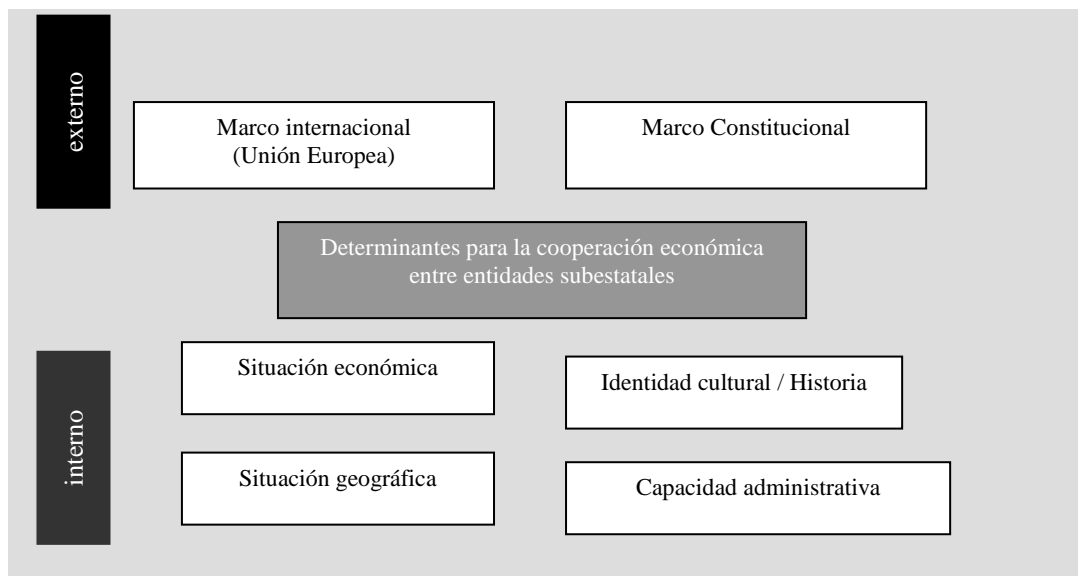 externo
Marco internacional
(Unión Europea)
Marco Constitucional
Determinantes para la cooperación económica
entre entidades subestatales
interno
Situación económica
Identidad cultural / Historia
Situación geográfica
Capacidad administrativa